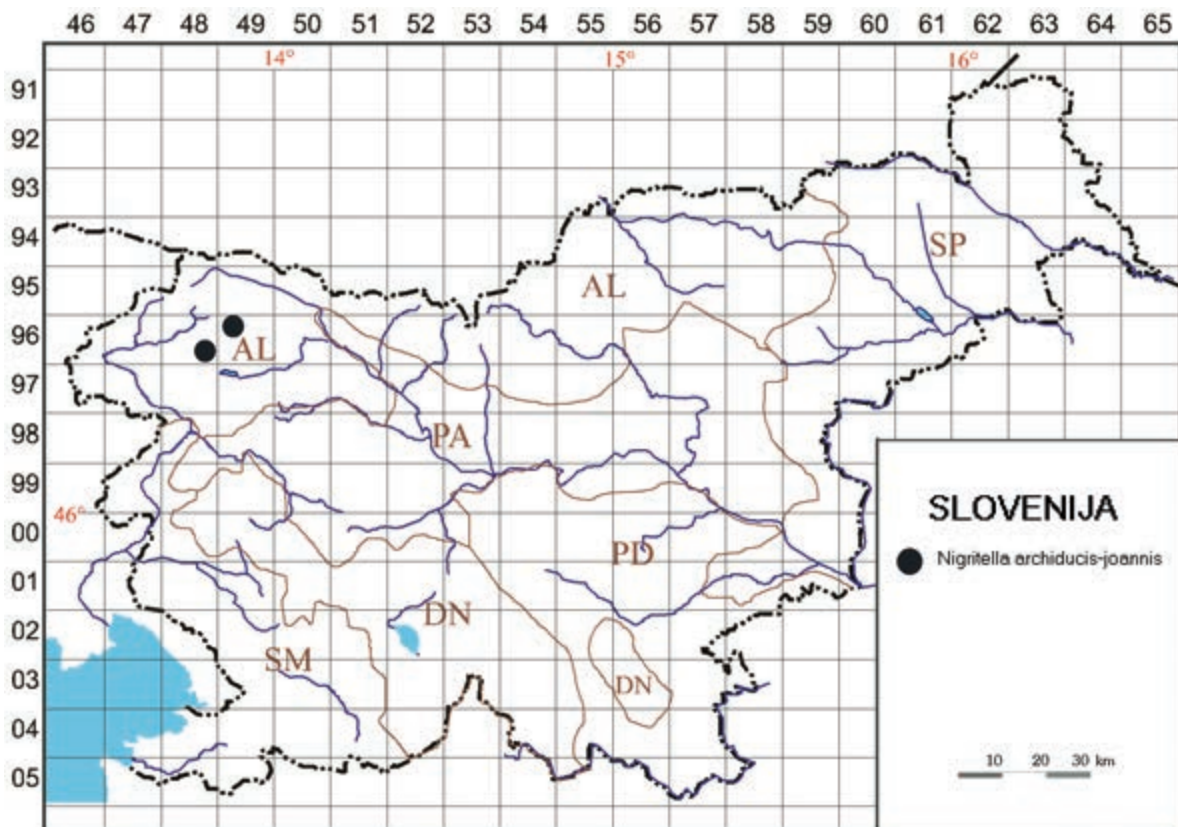 46 47 48 49 50 51 52 53 54 55 56 57 58 59 60 61 62 63 65
14° 15° 16°
91
92
93
94 SP
95 AL
96 AL
97
98 PA
99
46°
00 SLOVENIJA
PD Nigritella archiducis-joannis
01
02 DN
03 SM DN
04
05 10 20 30 km